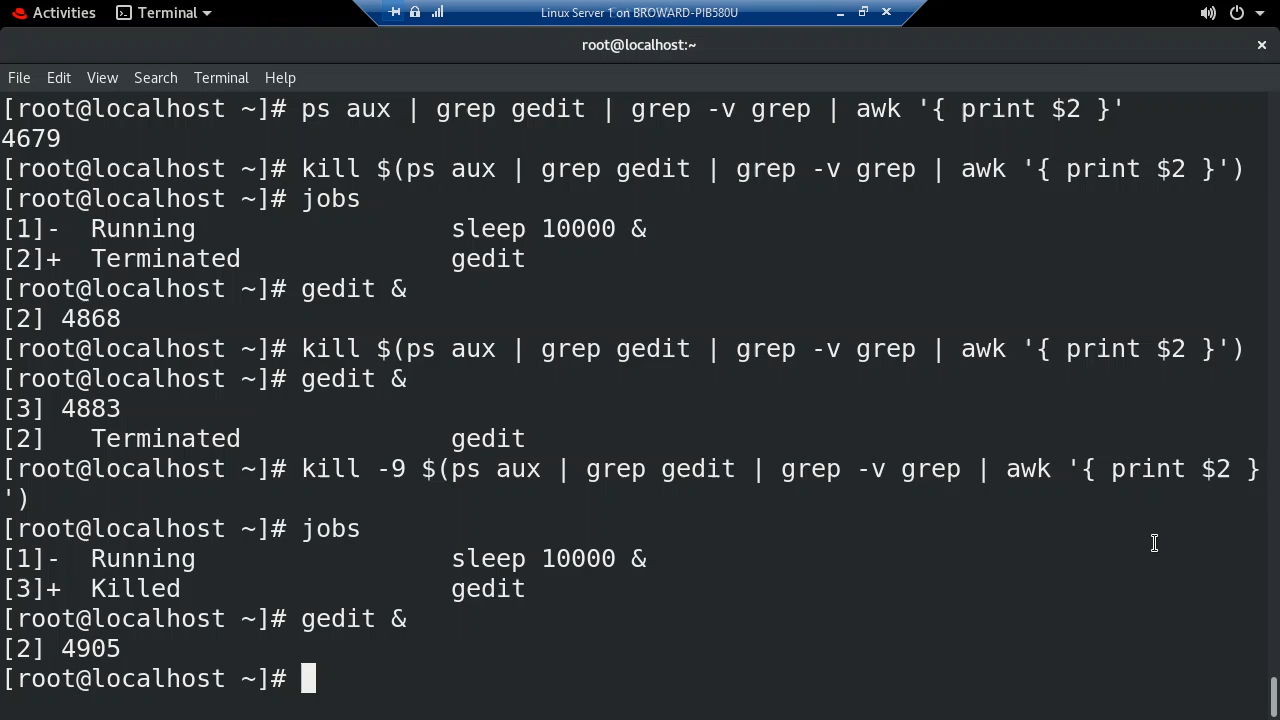 Activities Terminal Linux Server 1 on BROWARD-PIB580U
root@localhost:~
File Edit View Search Terminal Help
[root@localhost ~]# ps aux | grep gedit | grep -v grep | awk '{ print $2 }'
4679
[root@localhost ~]# kill $(ps aux | grep gedit | grep -v grep | awk '{ print $2 }')
[root@localhost ~]# jobs
[1]-  Running                 sleep 10000 &
[2]+  Terminated              gedit
[root@localhost ~]# gedit &
[2] 4868
[root@localhost ~]# kill $(ps aux | grep gedit | grep -v grep | awk '{ print $2 }')
[root@localhost ~]# gedit &
[3] 4883
[2]   Terminated              gedit
[root@localhost ~]# kill -9 $(ps aux | grep gedit | grep -v grep | awk '{ print $2 }
')
[root@localhost ~]# jobs
[1]-  Running                 sleep 10000 &
[3]+  Killed                  gedit
[root@localhost ~]# gedit &
[2] 4905
[root@localhost ~]#